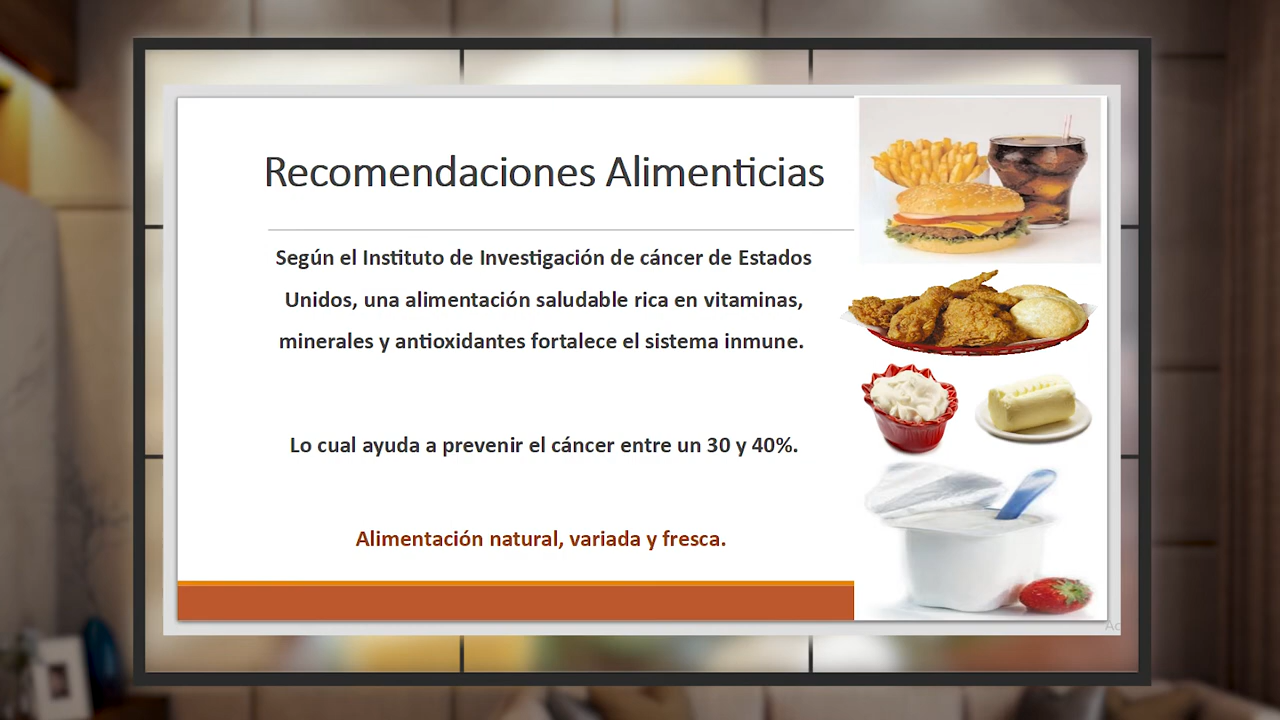 Recomendaciones Alimenticias
Según el Instituto de Investigación de cáncer de Estados
Unidos, una alimentación saludable rica en vitaminas,
minerales y antioxidantes fortalece el sistema inmune.
Lo cual ayuda a prevenir el cáncer entre un 30 y 40%.
Alimentación natural, variada y fresca.